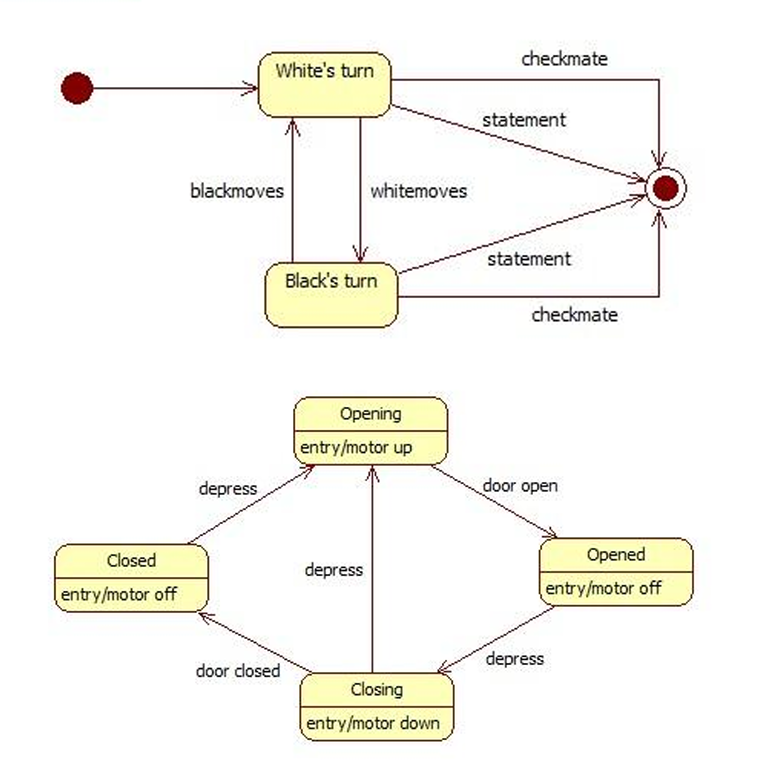 checkmate
White's turn
statement
blackmoves
whitemoves
statement
Black's turn
checkmate
Opening
entry/motor up
depress
door open
Closed
entry/motor off
depress
Opened
entry/motor off
door closed
depress
Closing
entry/motor down